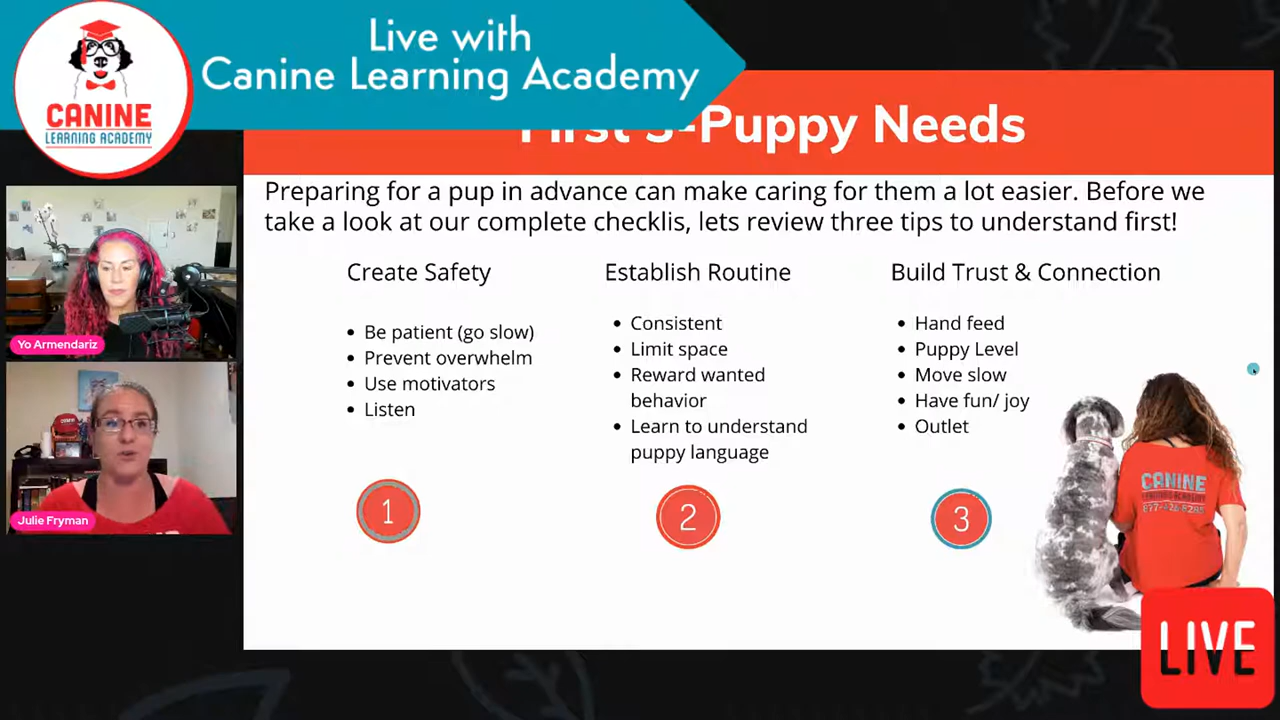 Live with
Canine Learning Academy
CANINE
LEARNING ACADEMY
First 3-Puppy Needs
Preparing for a pup in advance can make caring for them a lot easier. Before we
take a look at our complete checklis, lets review three tips to understand first!
Create Safety
• Be patient (go slow)
• Prevent overwhelm
• Use motivators
• Listen
1
Establish Routine
• Consistent
• Limit space
• Reward wanted
behavior
• Learn to understand
puppy language
2
Build Trust & Connection
• Hand feed
• Puppy Level
• Move slow
• Have fun/ joy
• Outlet
3
CANINE
LEARNING ACADEMY
Yo Armendariz
Julie Fryman
LIVE